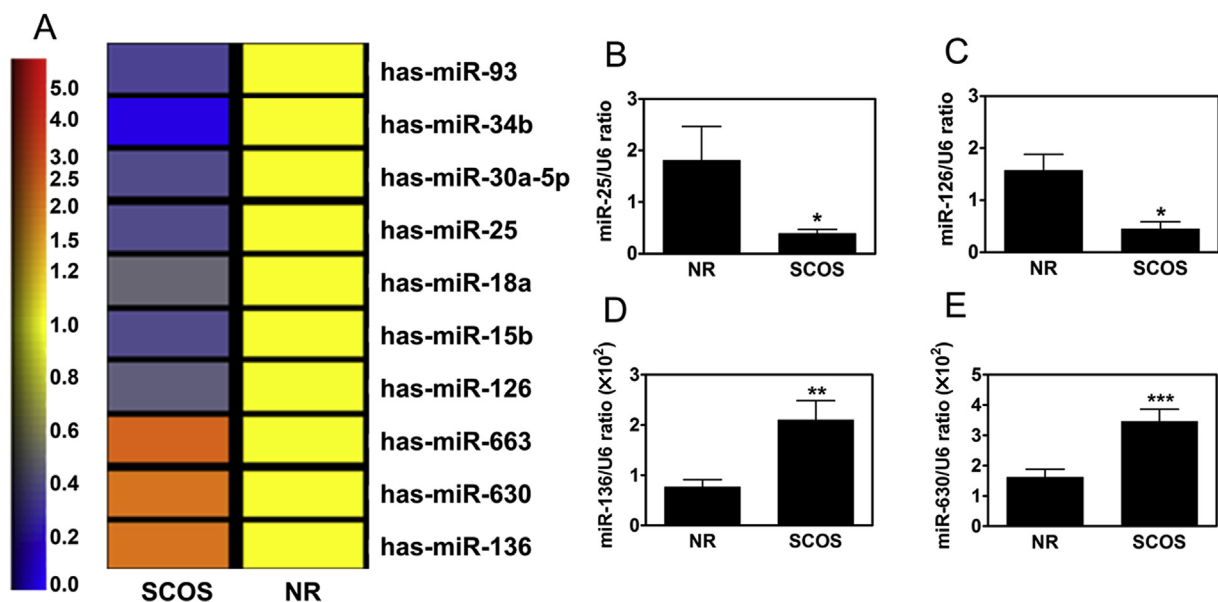 A
5.0
4.0
3.0
2.5
2.0
1.5
1.2
1.0
0.8
0.6
0.4
0.2
0.0
has-miR-93
has-miR-34b
has-miR-30a-5p
has-miR-25
has-miR-18a
has-miR-15b
has-miR-126
has-miR-663
has-miR-630
has-miR-136
SCOS NR
B
miR-25/U6 ratio
3
2
1
0
*
NR SCOS
C
miR-126/U6 ratio
3
2
1
0
*
NR SCOS
D
miR-136/U6 ratio (×10²)
3
2
1
0
**
NR SCOS
E
miR-630/U6 ratio (×10²)
5
4
3
2
1
0
***
NR SCOS